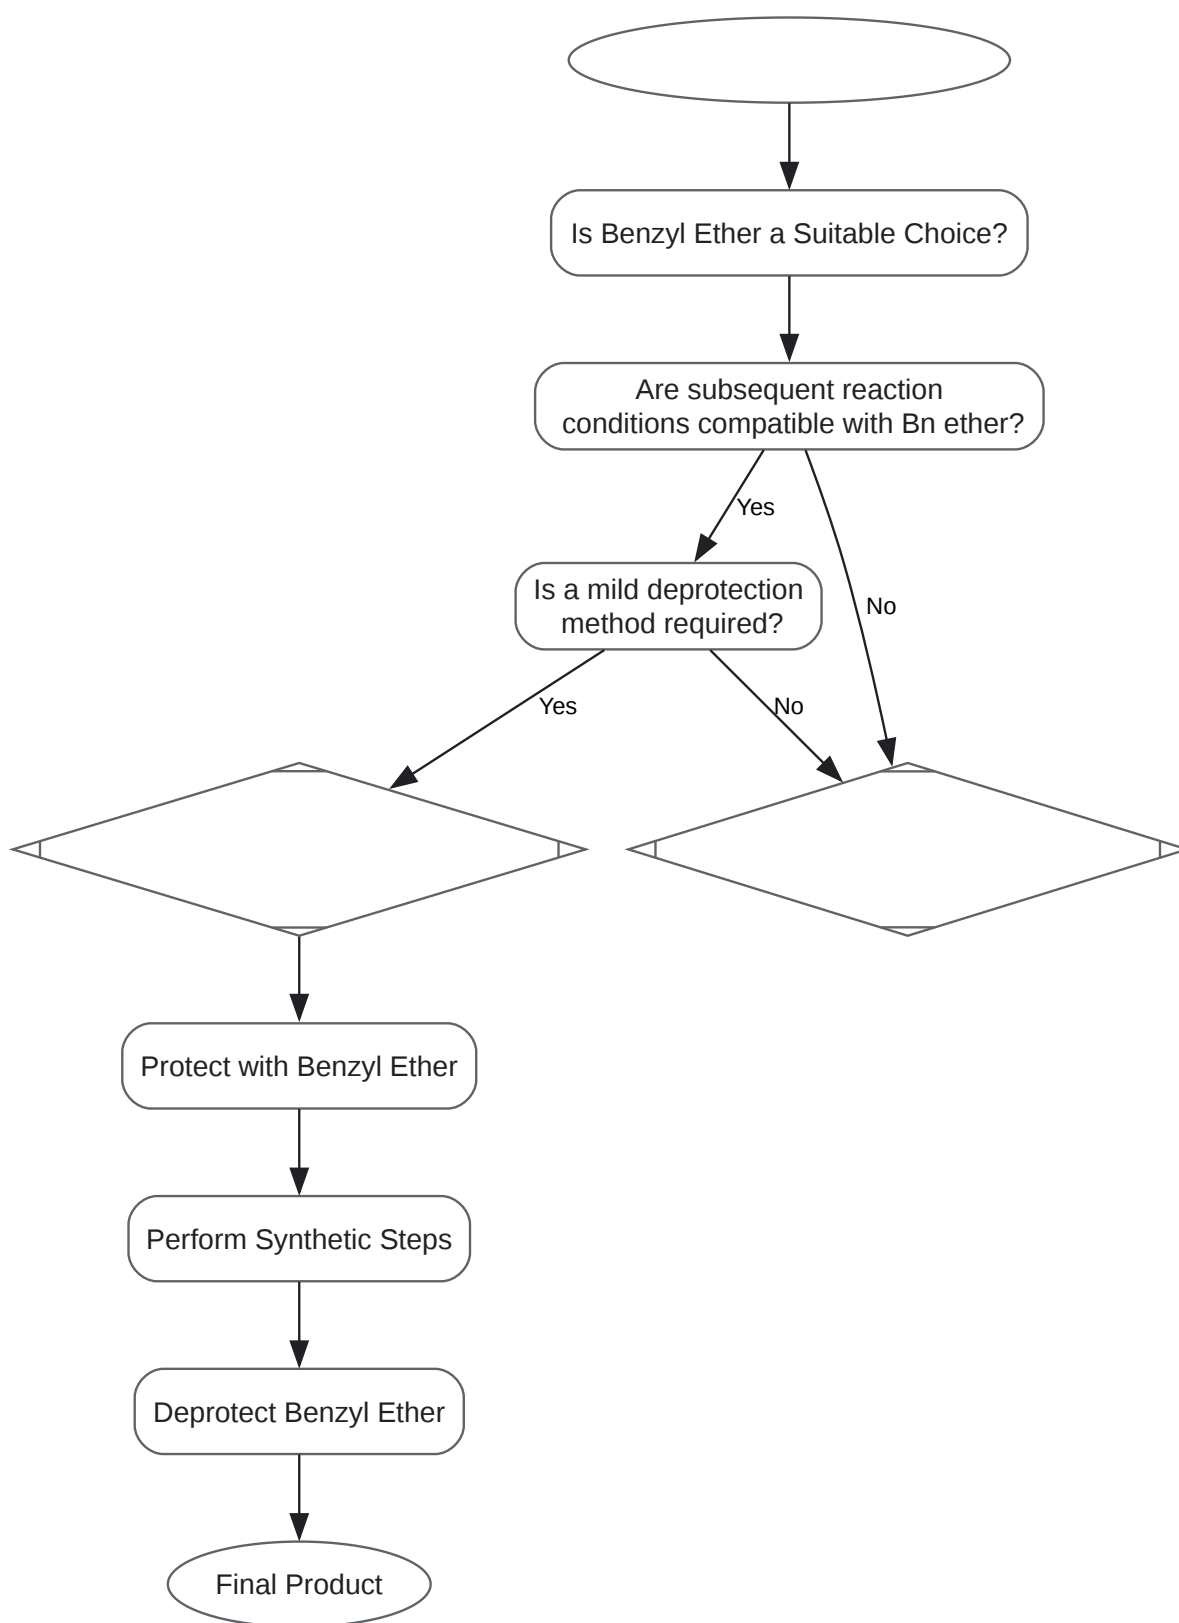 Is Benzyl Ether a Suitable Choice?
Are subsequent reaction
conditions compatible with Bn ether?
Yes
Is a mild deprotection
method required?
No
Yes
No
Protect with Benzyl Ether
Perform Synthetic Steps
Deprotect Benzyl Ether
Final Product